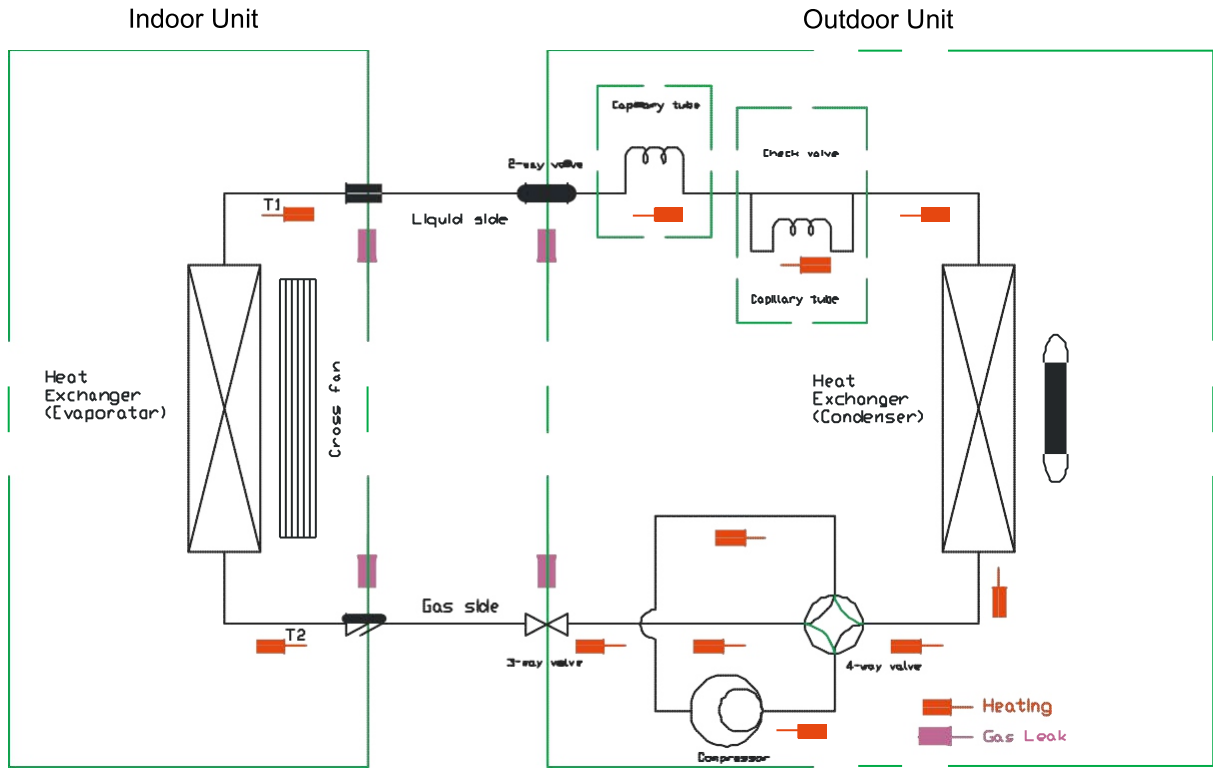 Indoor Unit
Outdoor Unit
Capillary tube
Check valve
2-way valve
T1
Liquid side
Capillary tube
Heat
Exchanger
(Evaporator)
Cross fan
Heat
Exchanger
(Condenser)
Gas side
T2
3-way valve
4-way valve
Compressor
Heating
Gas Leak